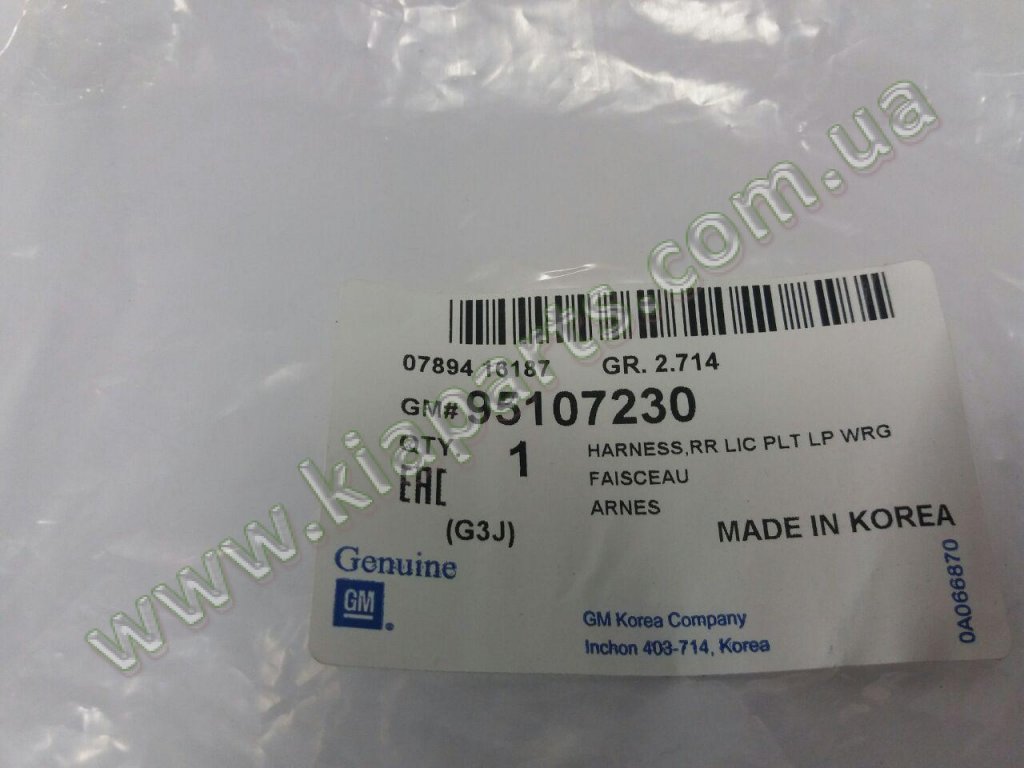 www.kiaparts.com.ua
07894 16187 GR. 2.714
GM# 95107230
QTY 1 HARNESS,RR LIC PLT LP WRG
EAC FAISCEAU
ARNES
(G3J) MADE IN KOREA
Genuine
GM
GM Korea Company
Inchon 403-714, Korea
0A066870